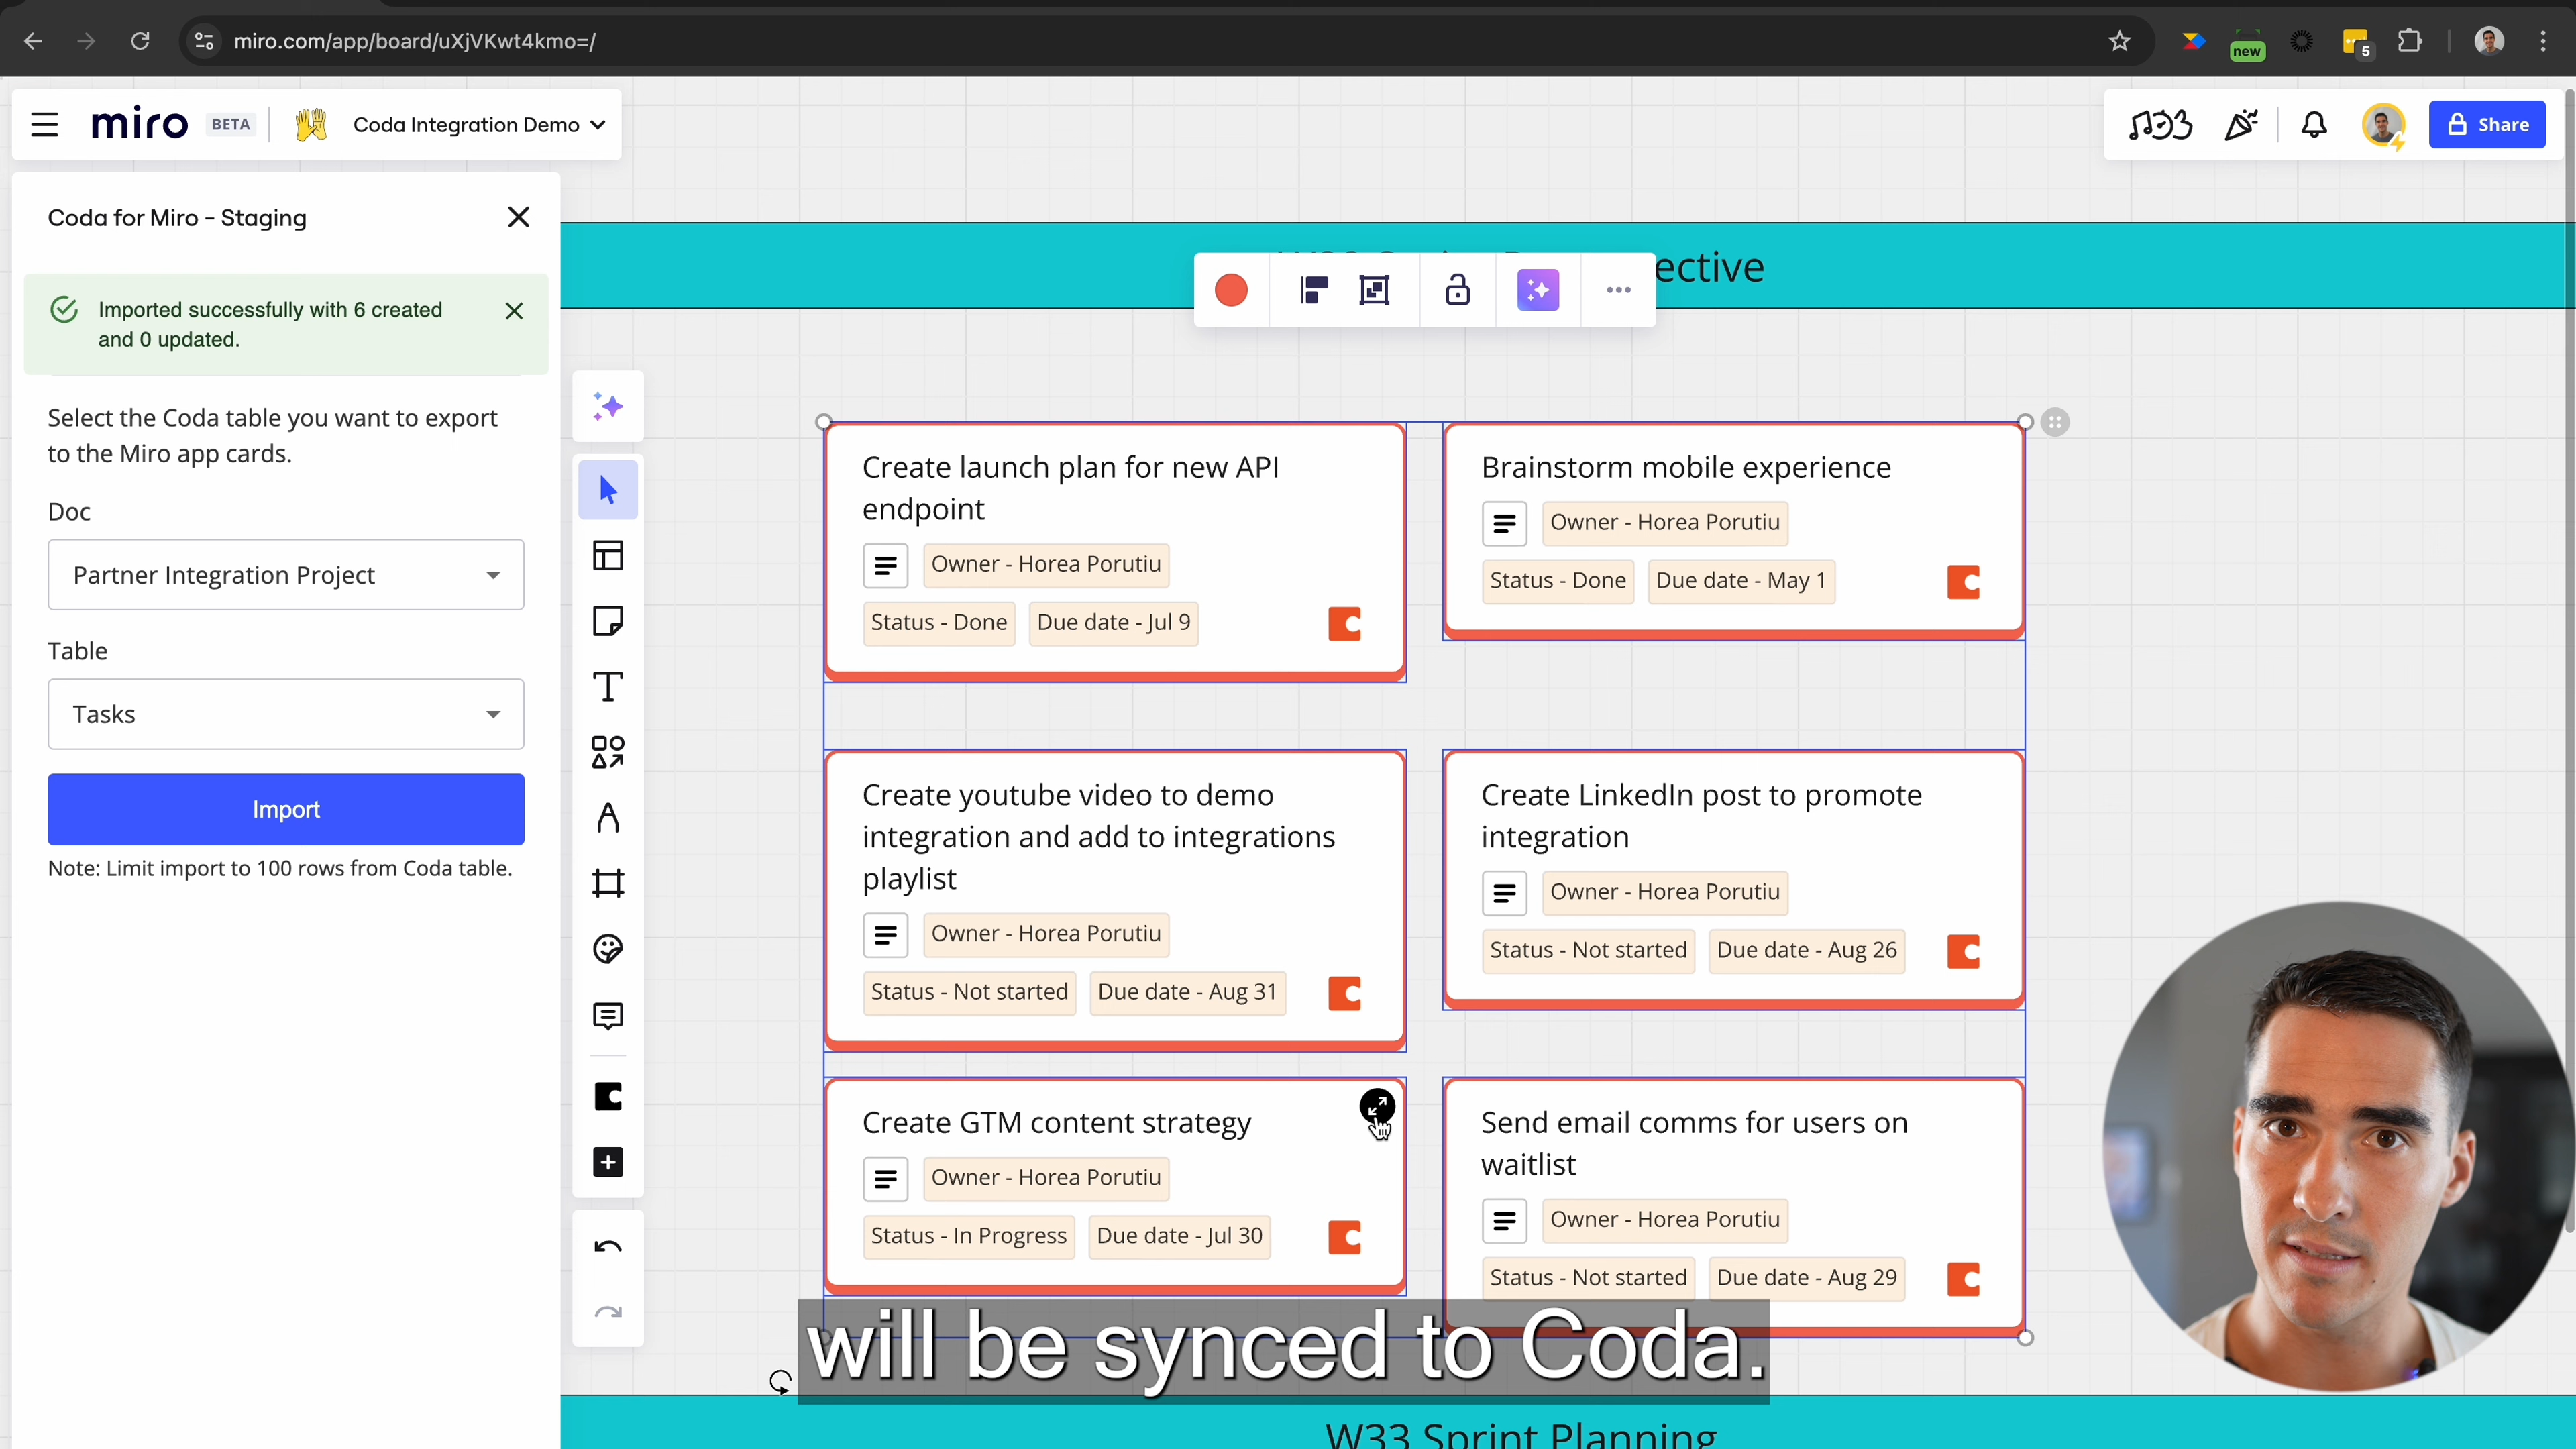 miro.com/app/board/uXjVKwt4kmo=/
new
5
miro BETA
Coda Integration Demo
Share
Coda for Miro - Staging
Imported successfully with 6 created
and 0 updated.
Select the Coda table you want to export
to the Miro app cards.
Doc
Partner Integration Project
Table
Tasks
Import
Note: Limit import to 100 rows from Coda table.
ective
Create launch plan for new API
endpoint
Owner - Horea Porutiu
Status - Done
Due date - Jul 9
Brainstorm mobile experience
Owner - Horea Porutiu
Status - Done
Due date - May 1
Create youtube video to demo
integration and add to integrations
playlist
Owner - Horea Porutiu
Status - Not started
Due date - Aug 31
Create LinkedIn post to promote
integration
Owner - Horea Porutiu
Status - Not started
Due date - Aug 26
Create GTM content strategy
Owner - Horea Porutiu
Status - In Progress
Due date - Jul 30
Send email comms for users on
waitlist
Owner - Horea Porutiu
Status - Not started
Due date - Aug 29
will be synced to Coda.
W33 Sprint Planning